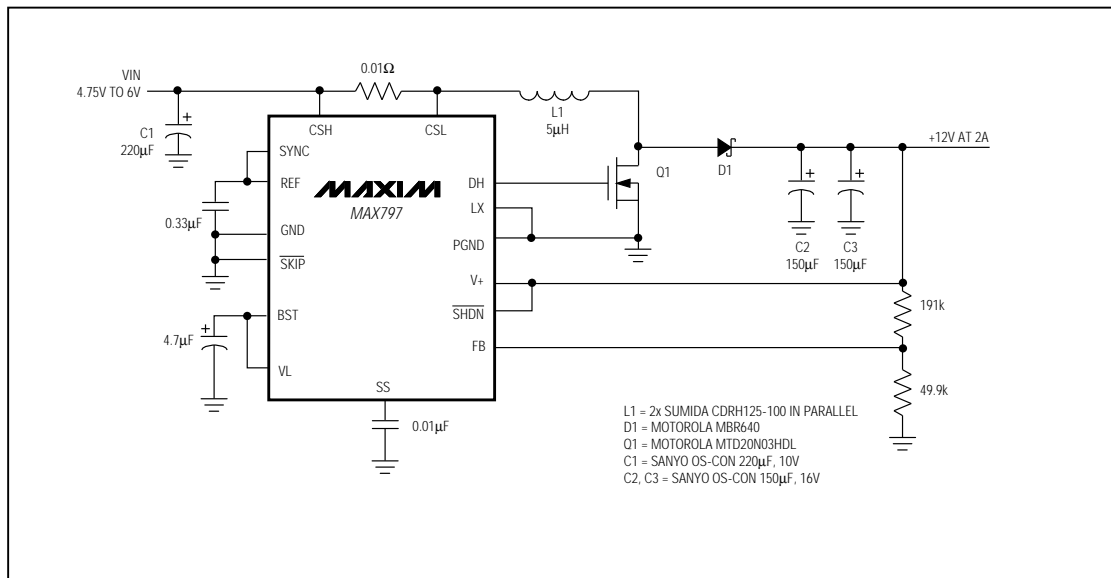 VIN
4.75V TO 6V
0.01Ω
C1
220µF
+
CSH
CSL
L1
5µH
+12V AT 2A
SYNC
REF
0.33µF
GND
SKIP
MAXIM
MAX797
DH
LX
PGND
Q1
D1
+
+
C2
150µF
C3
150µF
V+
SHDN
FB
191k
49.9k
+
4.7µF
BST
VL
SS
0.01µF
L1 = 2x SUMIDA CDRH125-100 IN PARALLEL
D1 = MOTOROLA MBR640
Q1 = MOTOROLA MTD20N03HDL
C1 = SANYO OS-CON 220µF, 10V
C2, C3 = SANYO OS-CON 150µF, 16V